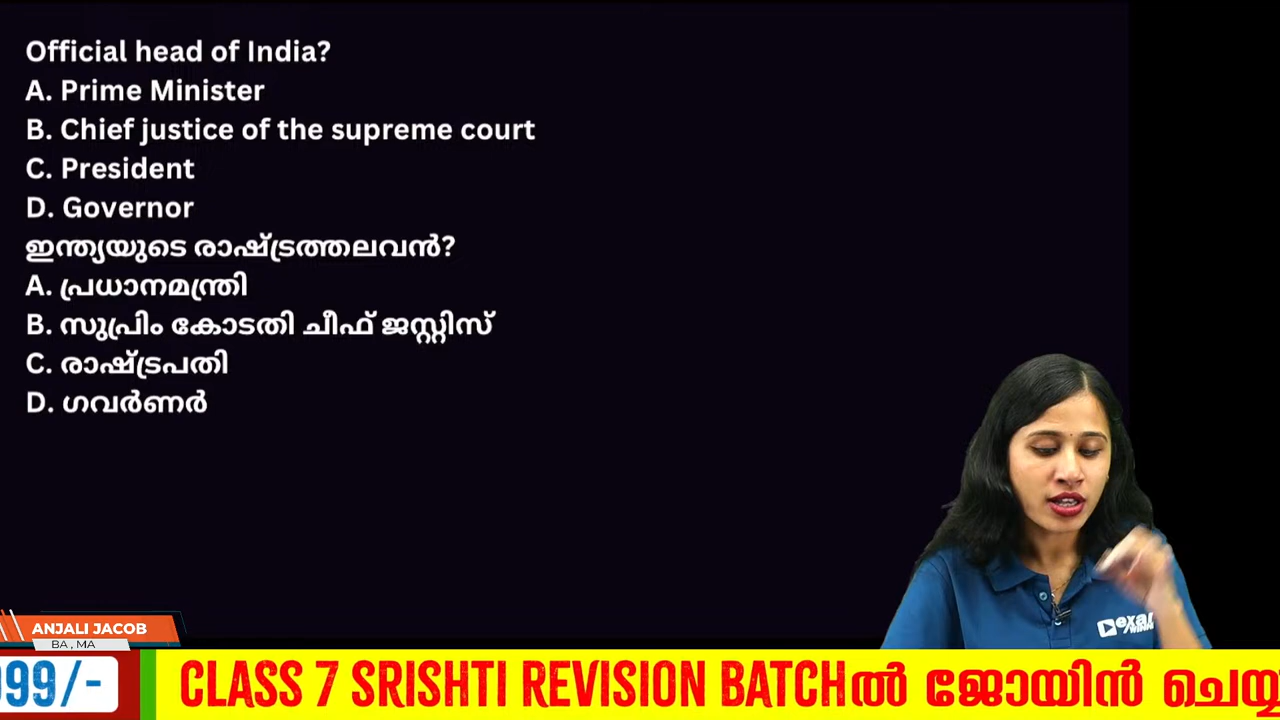 Official head of India?
A. Prime Minister
B. Chief justice of the supreme court
C. President
D. Governor
ഇന്ത്യയുടെ രാഷ്ട്രത്തലവൻ?
A. പ്രധാനമന്ത്രി
B. സുപ്രിം കോടതി ചീഫ് ജസ്റ്റിസ്
C. രാഷ്ട്രപതി
D. ഗവർണർ
ANJALI JACOB
BA , MA
999/-
CLASS 7 SRISHTI REVISION BATCHൽ ജോയിൻ